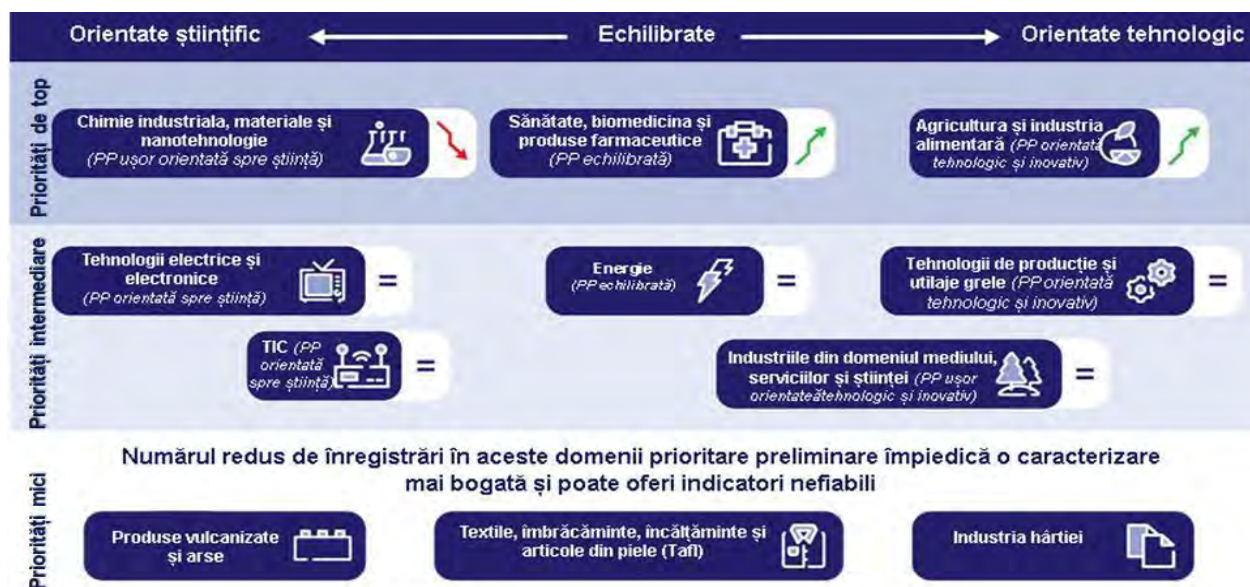 Orientate științific
Echilibrate
Orientate tehnologic
Priorități de top
Chimie industriala, materiale și
nanotehnologie
(PP ușor orientată spre știință)
Sănătate, biomedicina și
produse farmaceutice
(PP echilibrată)
Agricultura și industria
alimentară (PP orientată
tehnologic și inovativ)
Priorități intermediare
Tehnologii electrice și
electronice
(PP orientată spre știință)
=
Energie
(PP echilibrată)
=
Tehnologii de producție și
utilaje grele (PP orientată
tehnologic și inovativ)
=
TIC (PP
orientată
spre știință)
=
Industriile din domeniul mediului,
serviciilor și științei (PP ușor
orientateătehnologic și inovativ)
=
Priorități mici
Numărul redus de înregistrări în aceste domenii prioritare preliminare împiedică o caracterizare
mai bogată și poate oferi indicatori nefiabili
Produse vulcanizate
și arse
Textile, îmbrăcăminte, încălțăminte și
articole din piele (Tafl)
Industria hârtiei